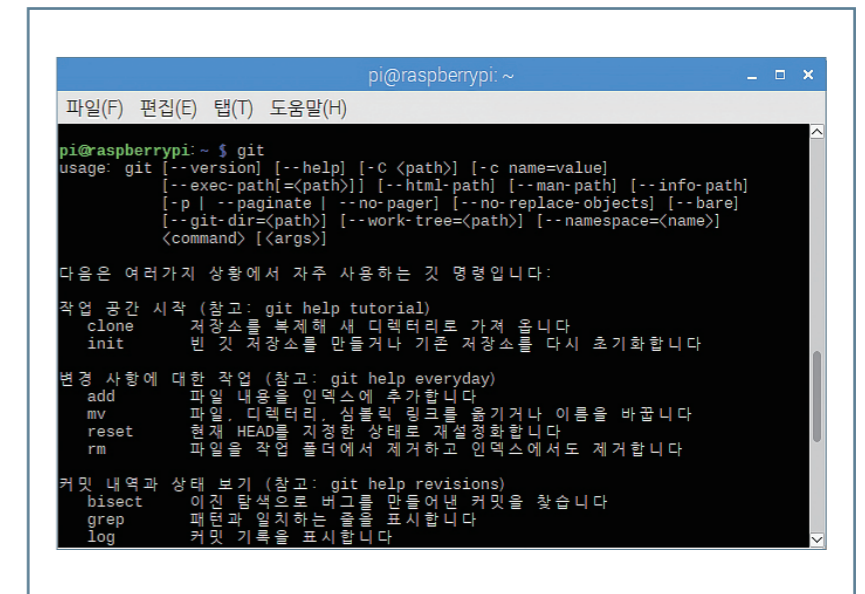 pi@raspberrypi: ~
파일(F) 편집(E) 탭(T) 도움말(H)
pi@raspberrypi:~ $ git
usage: git [--version] [--help] [-C <path>] [-c name=value]
[--exec-path[=<path>]] [--html-path] [--man-path] [--info-path]
[-p | --paginate | --no-pager] [--no-replace-objects] [--bare]
[--git-dir=<path>] [--work-tree=<path>] [--namespace=<name>]
<command> [<args>]
다음은 여러가지 상황에서 자주 사용하는 깃 명령입니다:
작업 공간 시작 (참고: git help tutorial)
clone 저장소를 복제해 새 디렉터리로 가져 옵니다
init 빈 깃 저장소를 만들거나 기존 저장소를 다시 초기화합니다
변경 사항에 대한 작업 (참고: git help everyday)
add 파일 내용을 인덱스에 추가합니다
mv 파일, 디렉터리, 심볼릭 링크를 옮기거나 이름을 바꿉니다
reset 현재 HEAD를 지정한 상태로 재설정화합니다
rm 파일을 작업 폴더에서 제거하고 인덱스에서도 제거합니다
커밋 내역과 상태 보기 (참고: git help revisions)
bisect 이진 탐색으로 버그를 만들어낸 커밋을 찾습니다
grep 패턴과 일치하는 줄을 표시합니다
log 커밋 기록을 표시합니다